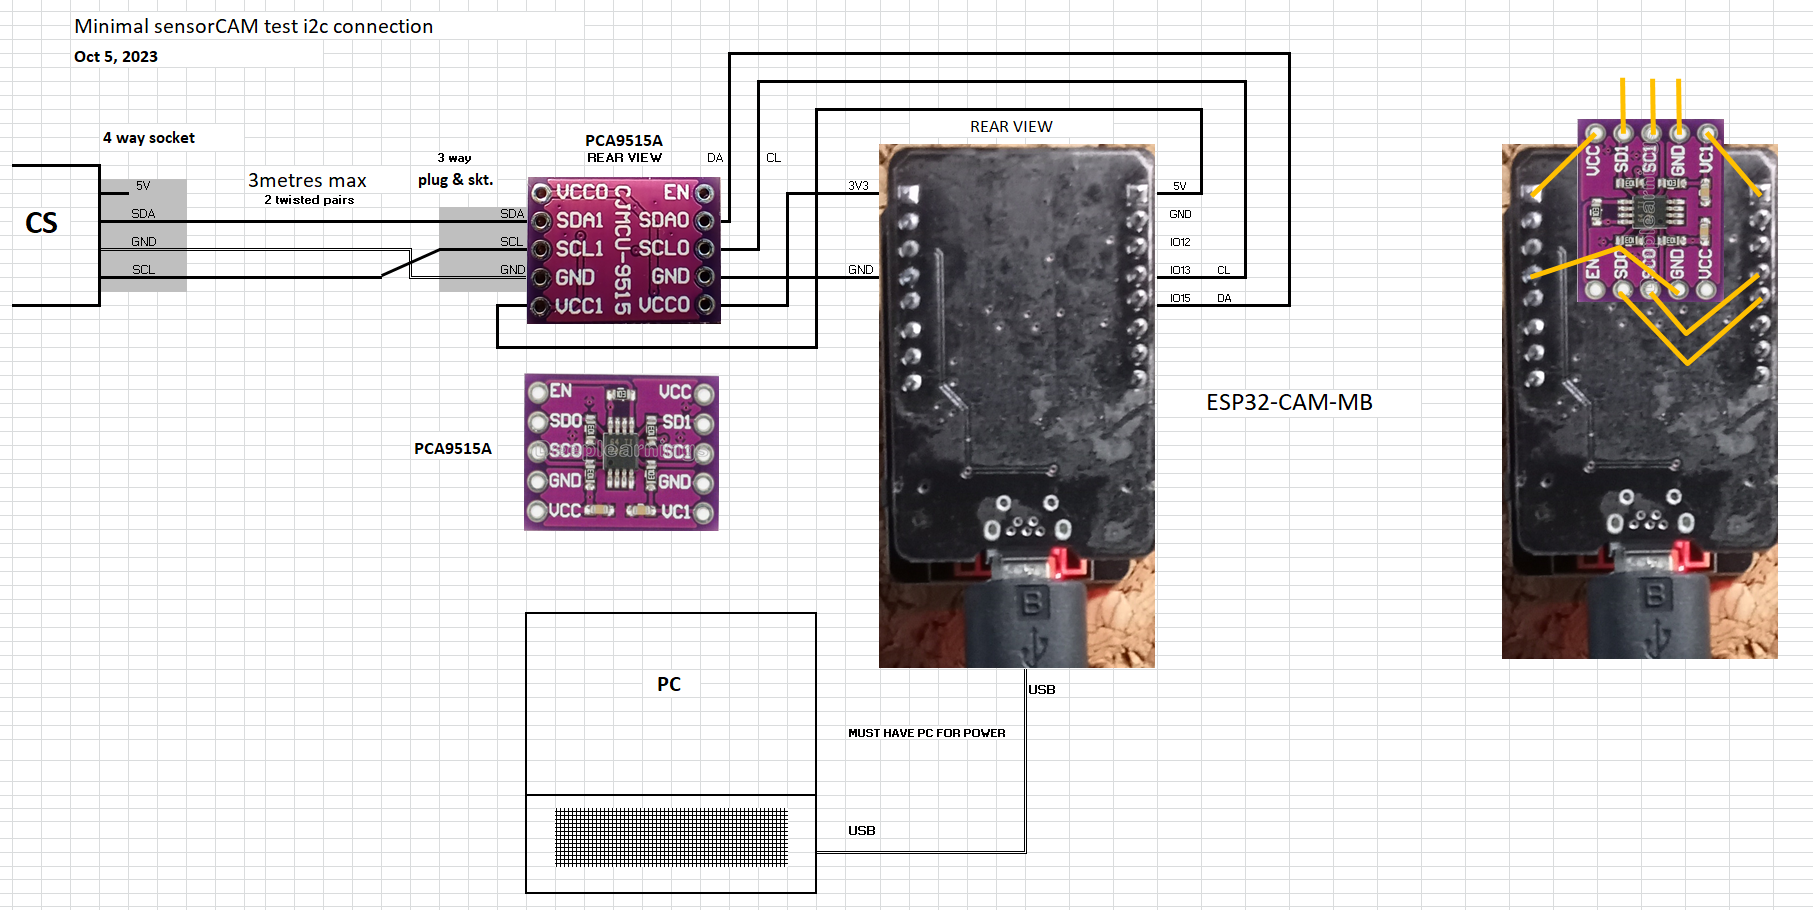 Minimal sensorCAM test i2c connection
Oct 5, 2023
4 way socket
CS
5V
SDA
GND
SCL
3metres max
2 twisted pairs
3 way
plug & skt.
SDA
SCL
GND
PCA9515A
REAR VIEW
DA
CL
VCC0
EN
SDA1
SDA0
SCL1
SCL0
GND
GND
VCC1
VCC0
CJMCU-9515
3V3
GND
REAR VIEW
5V
GND
IO12
IO13
CL
IO15
DA
ESP32-CAM-MB
PCA9515A
EN
VCC
SD0
SD1
SC0
SC1
GND
GND
VCC
VC1
B
USB
PC
MUST HAVE PC FOR POWER
USB
VCC
SD1
SC1
GND
VC1
EN
SD0
SC0
GND
VCC
B